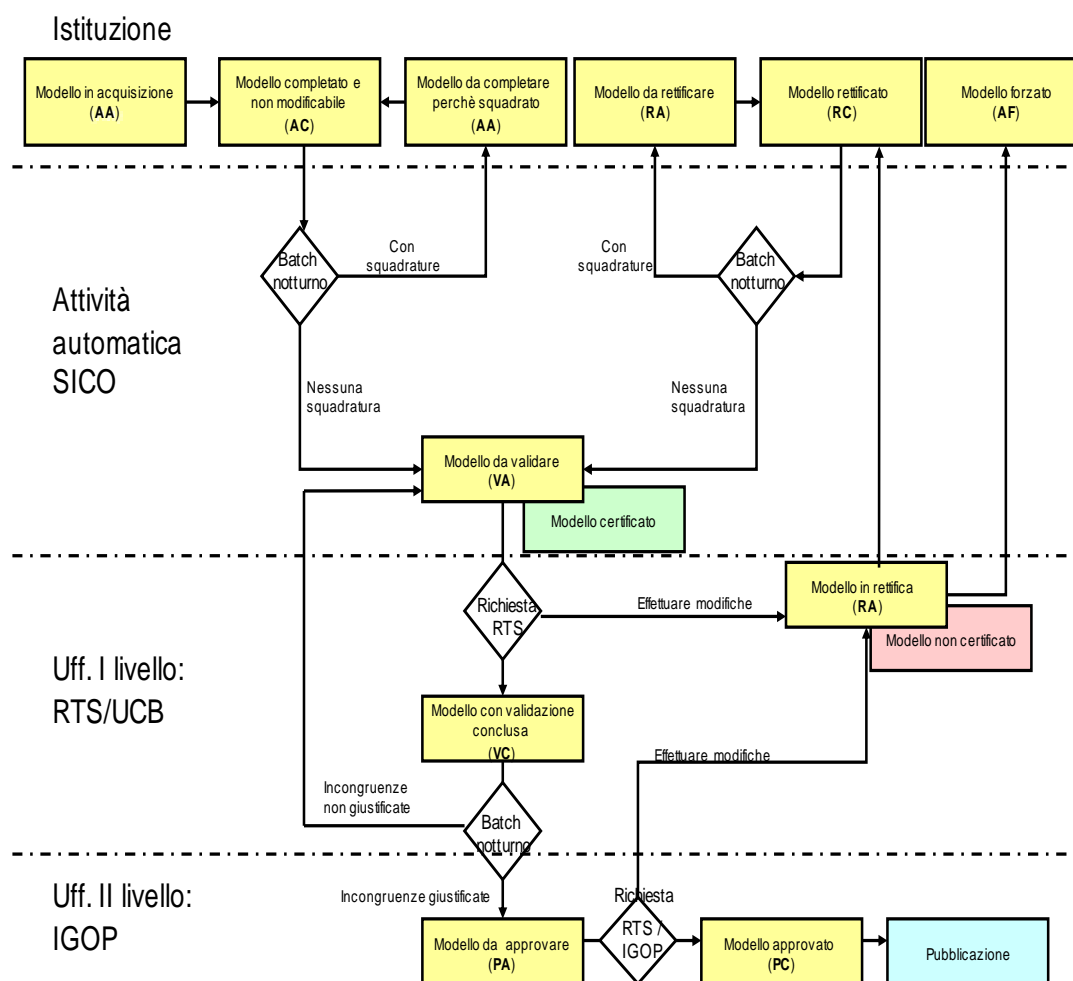 Istituzione
Modello in acquisizione
(AA)
Modello completato e
non modificabile
(AC)
Modello da completare
perchè squadrato
(AA)
Modello da rettificare
(RA)
Modello rettificato
(RC)
Modello forzato
(AF)
Attività
automatica
SICO
Batch
notturno
Con
squadrature
Con
squadrature
Batch
notturno
Nessuna
squadratura
Nessuna
squadratura
Modello da validare
(VA)
Modello certificato
Uff. I livello:
RTS/UCB
Richiesta
RTS
Effettuare modifiche
Modello in rettifica
(RA)
Modello non certificato
Modello con validazione
conclusa
(VC)
Effettuare modifiche
Incongruenze
non giustificate
Batch
notturno
Uff. II livello:
IGOP
Incongruenze giustificate
Modello da approvare
(PA)
Richiesta
RTS /
IGOP
Modello approvato
(PC)
Pubblicazione